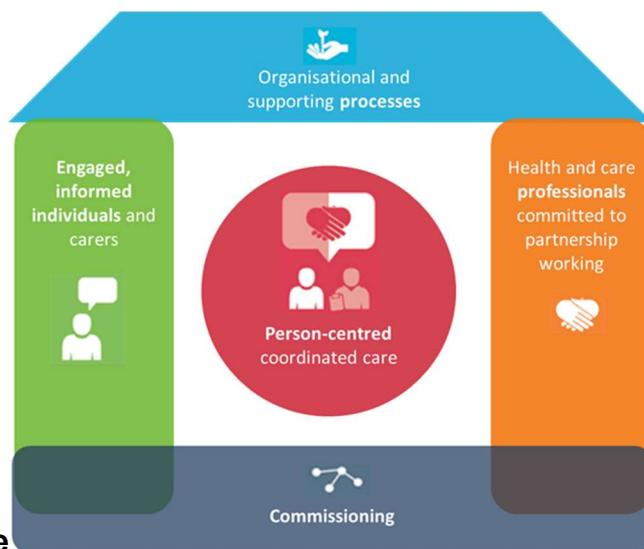 Organisational and
supporting processes
Engaged,
informed
individuals and
carers
Health and care
professionals
committed to
partnership
working
Person-centred
coordinated care
Commissioning
e